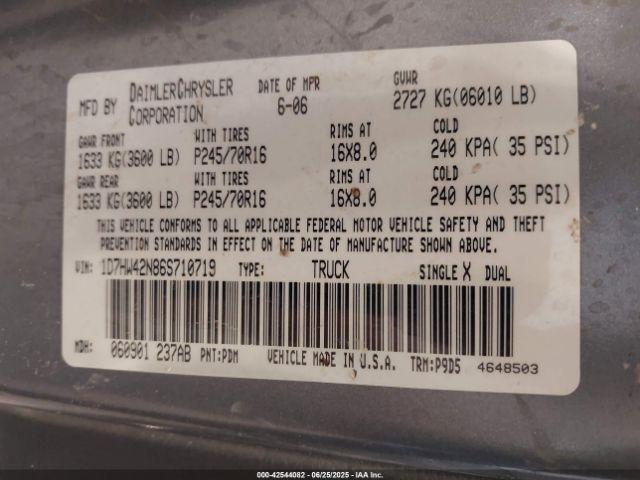 MFD BY DAIMLERCHRYSLER CORPORATION DATE OF MFR 6-06 GVWR 2727 KG(06010 LB)
GAWR FRONT WITH TIRES RIMS AT COLD
1633 KG(3600 LB) P245/70R16 16X8.0 240 KPA( 35 PSI)
GAWR REAR WITH TIRES RIMS AT COLD
1633 KG(3600 LB) P245/70R16 16X8.0 240 KPA( 35 PSI)
THIS VEHICLE CONFORMS TO ALL APPLICABLE FEDERAL MOTOR VEHICLE SAFETY AND THEFT
PREVENTION STANDARDS IN EFFECT ON THE DATE OF MANUFACTURE SHOWN ABOVE.
VIN: 1D7HW42N86S710719 TYPE: TRUCK SINGLE X DUAL
MDH: 060901 237AB PNT:PDM VEHICLE MADE IN U.S.A. TRM:P9D5 4648503
000-42544082 | 06/25/2025 - IAA Inc.